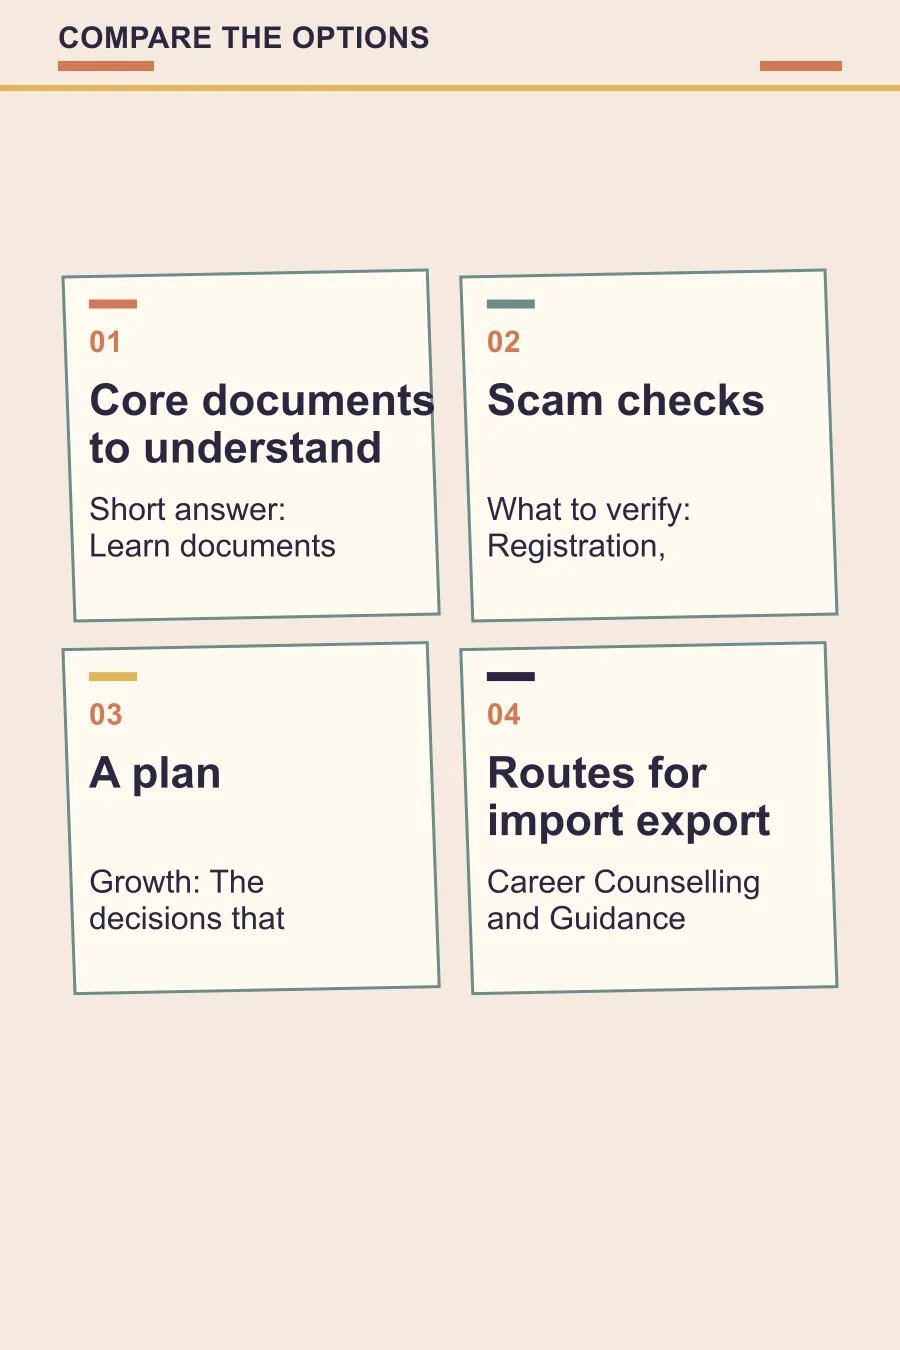 COMPARE THE OPTIONS
01
Core documents
to understand
Short answer:
Learn documents
02
Scam checks
What to verify:
Registration,
03
A plan
Growth: The
decisions that
04
Routes for
import export
Career Counselling
and Guidance